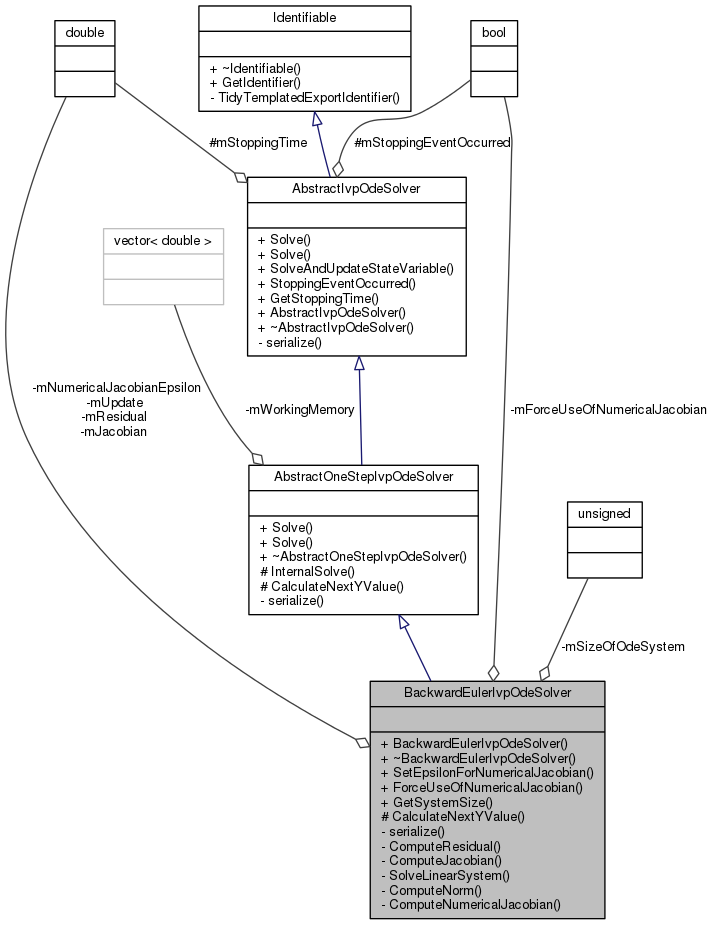 Identifiable
+ ~Identifiable()
+ GetIdentifier()
- TidyTemplatedExportIdentifier()
double
bool
#mStoppingTime
#mStoppingEventOccurred
AbstractIvpOdeSolver
+ Solve()
+ Solve()
+ SolveAndUpdateStateVariable()
+ StoppingEventOccurred()
+ GetStoppingTime()
+ AbstractIvpOdeSolver()
+ ~AbstractIvpOdeSolver()
- serialize()
vector< double >
-mNumericalJacobianEpsilon
-mUpdate
-mResidual
-mJacobian
-mWorkingMemory
-mForceUseOfNumericalJacobian
AbstractOneStepIvpOdeSolver
+ Solve()
+ Solve()
+ ~AbstractOneStepIvpOdeSolver()
# InternalSolve()
# CalculateNextYValue()
- serialize()
unsigned
-mSizeOfOdeSystem
BackwardEulerIvpOdeSolver
+ BackwardEulerIvpOdeSolver()
+ ~BackwardEulerIvpOdeSolver()
+ SetEpsilonForNumericalJacobian()
+ ForceUseOfNumericalJacobian()
+ GetSystemSize()
# CalculateNextYValue()
- serialize()
- ComputeResidual()
- ComputeJacobian()
- SolveLinearSystem()
- ComputeNorm()
- ComputeNumericalJacobian()